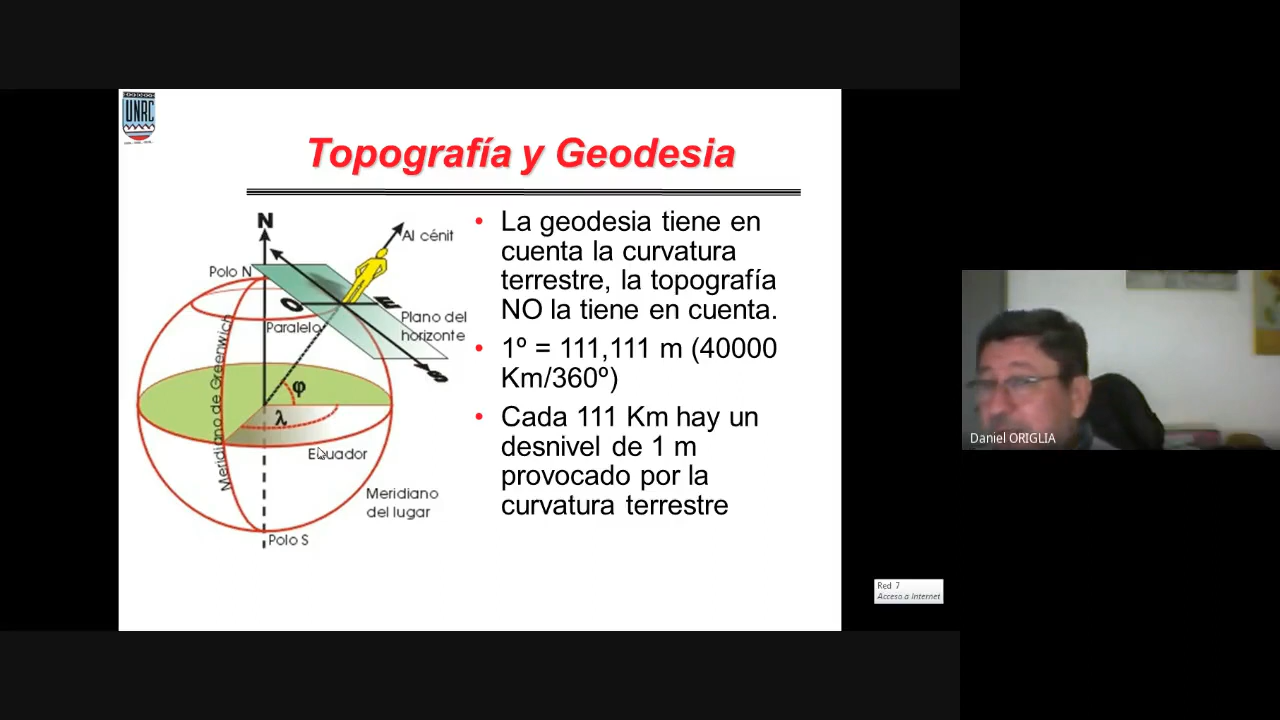 UNRC
Topografía y Geodesia
N
Al cénit
Polo N
O
E
Paralelo
Plano del
horizonte
S
Meridiano de Greenwich
φ
λ
Ecuador
Meridiano
del lugar
Polo S
• La geodesia tiene en
cuenta la curvatura
terrestre, la topografía
NO la tiene en cuenta.
• 1º = 111,111 m (40000
Km/360º)
• Cada 111 Km hay un
desnivel de 1 m
provocado por la
curvatura terrestre
Daniel ORIGLIA
Red 7
Acceso a Internet